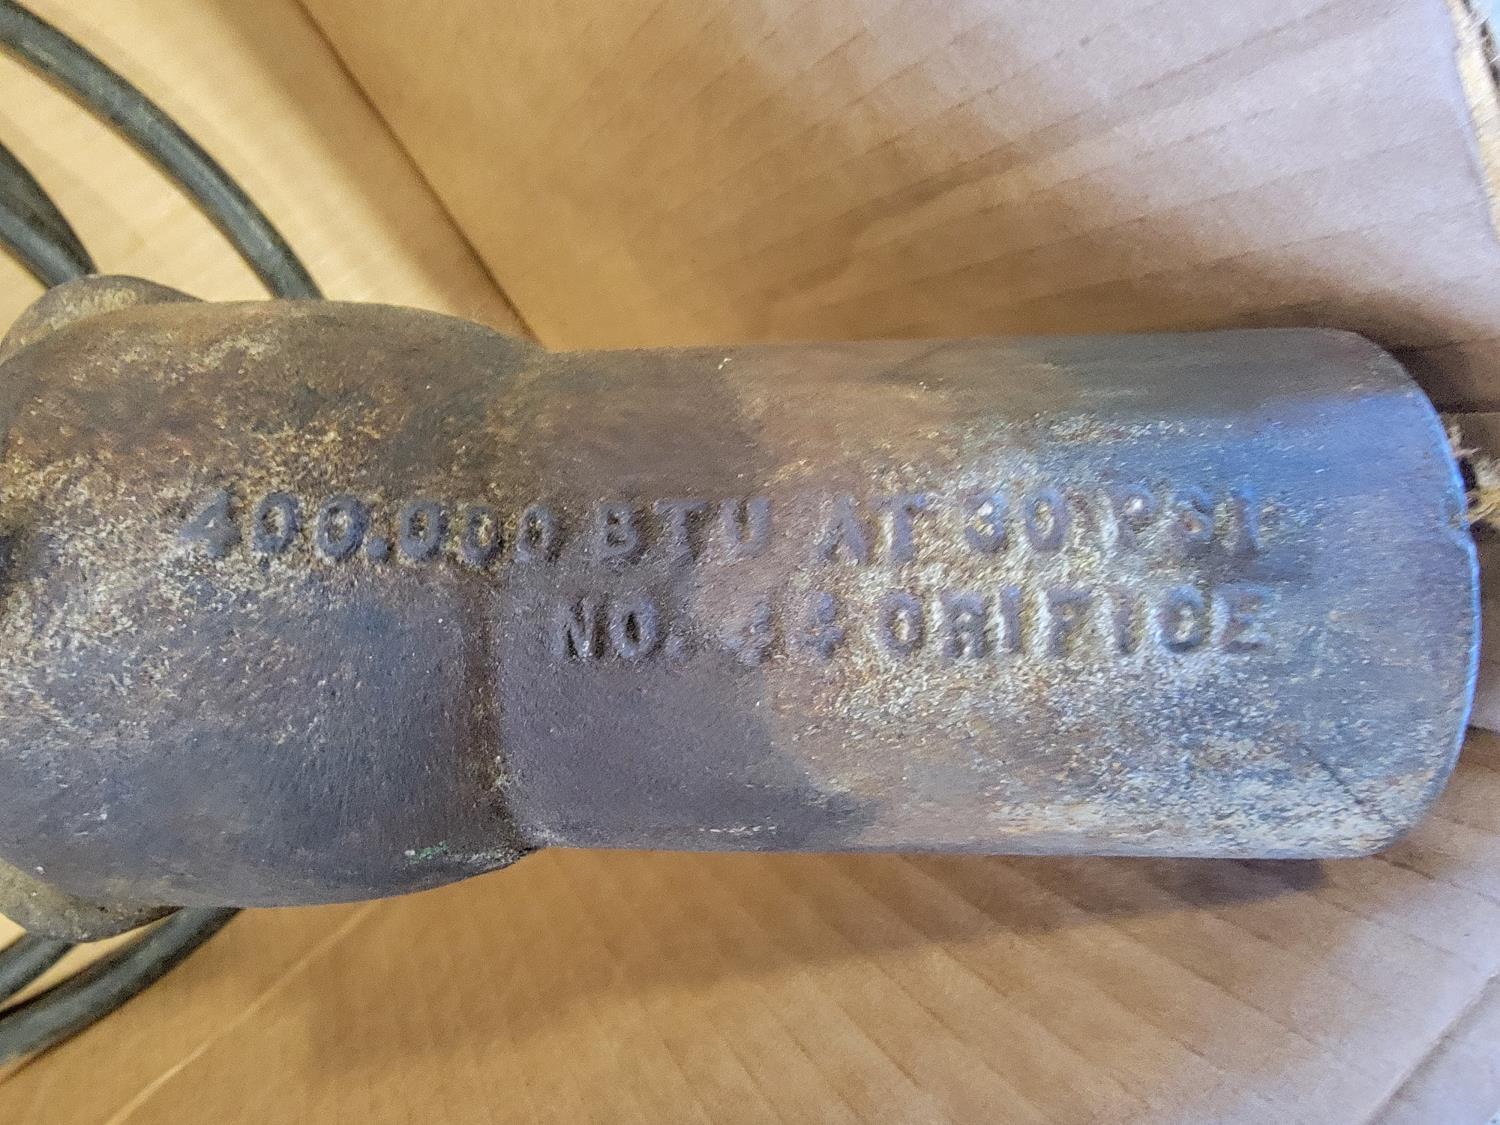 400.000 BTU AT 30 PSI
NO. 44 ORIFICE